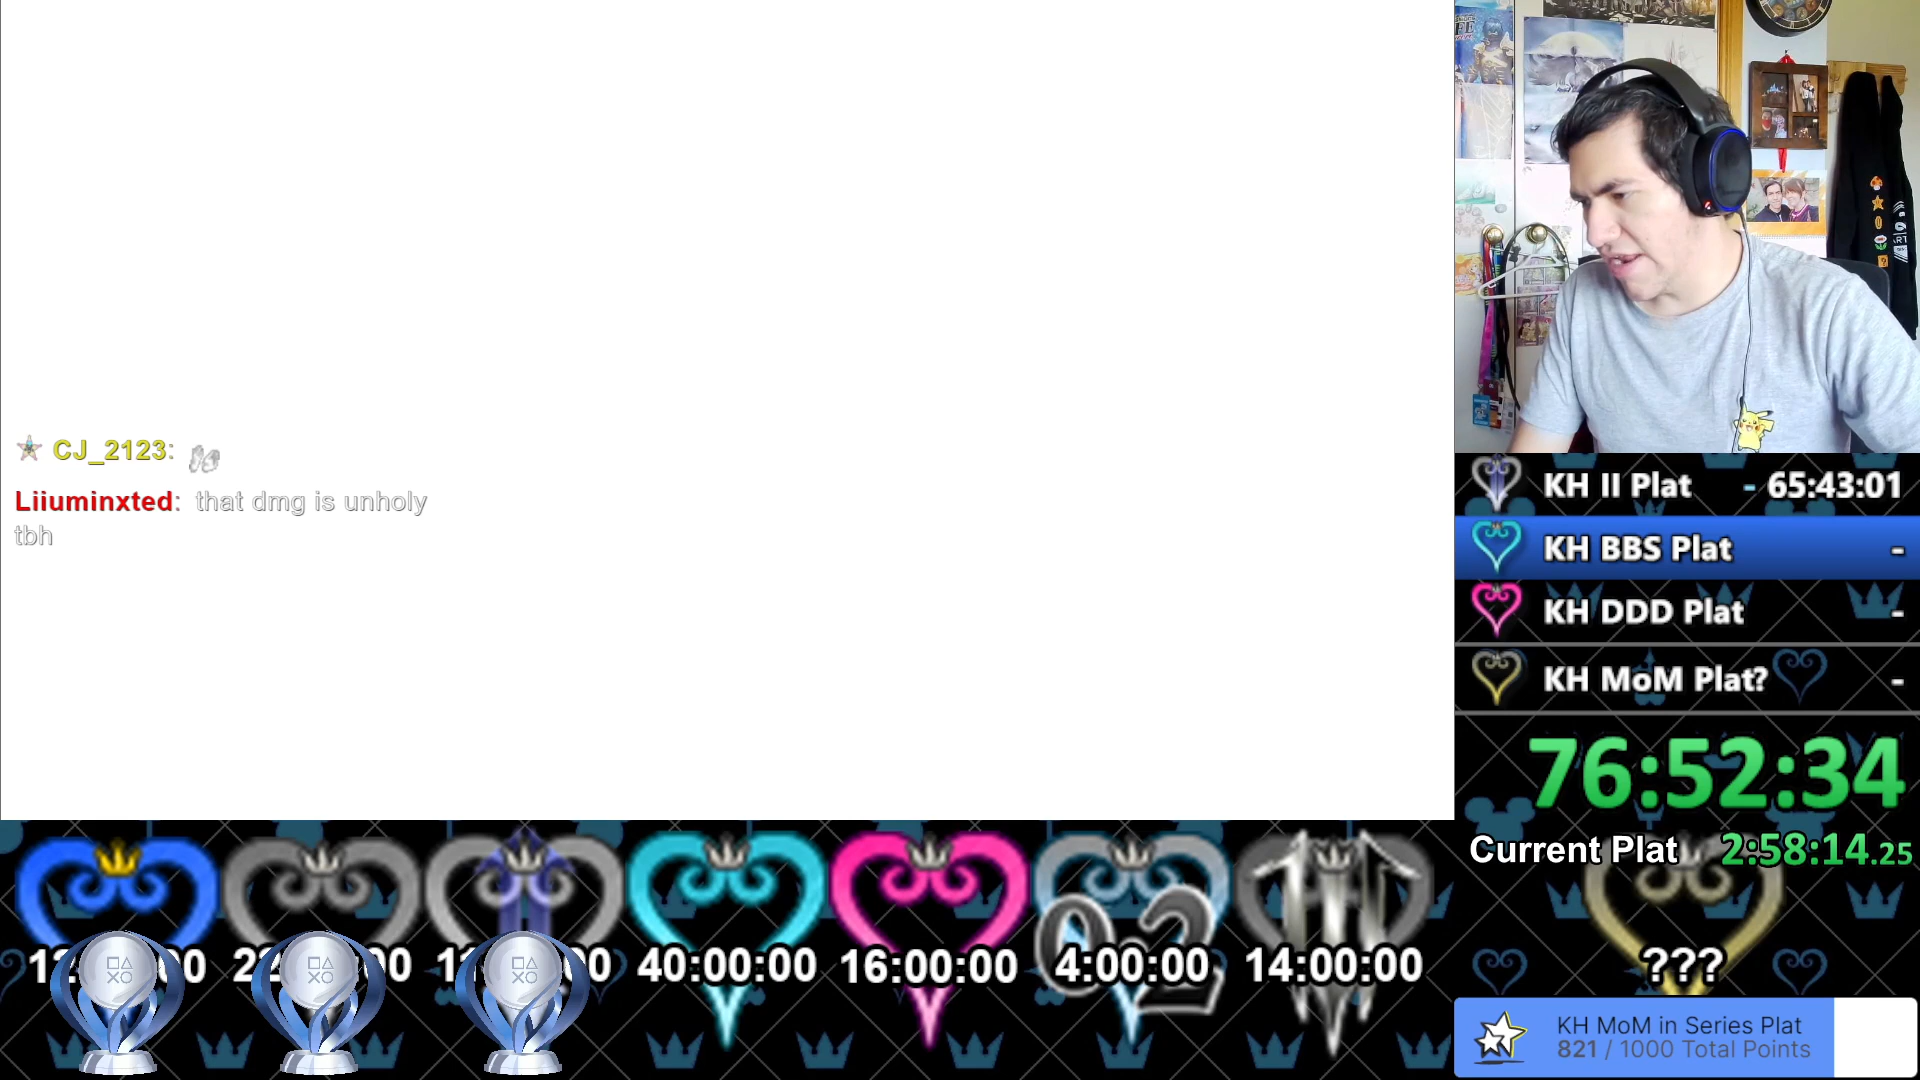 CJ_2123:
Liiuminxted: that dmg is unholy
tbh
KH II Plat - 65:43:01
KH BBS Plat -
KH DDD Plat -
KH MoM Plat? -
76:52:34
Current Plat 2:58:14.25
40:00:00
16:00:00
4:00:00
14:00:00
???
KH MoM in Series Plat
821 / 1000 Total Points